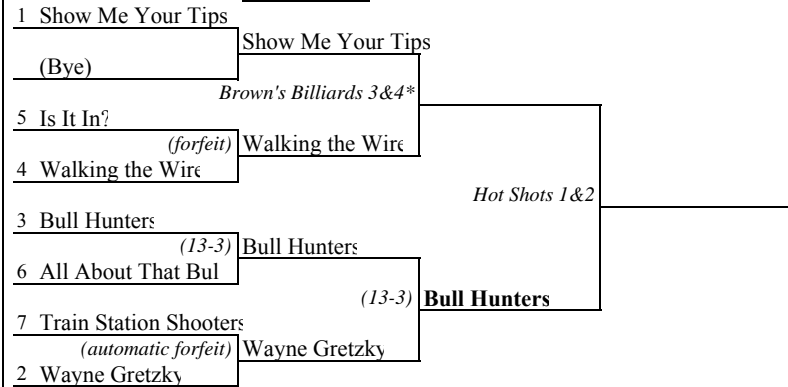 1 Show Me Your Tips
Show Me Your Tips
(Bye)
Brown's Billiards 3&4*
5 Is It In?
(forfeit) Walking the Wire
4 Walking the Wire
Hot Shots 1&2
3 Bull Hunters
(13-3) Bull Hunters
6 All About That Bul
(13-3) Bull Hunters
7 Train Station Shooters
(automatic forfeit) Wayne Gretzky
2 Wayne Gretzky